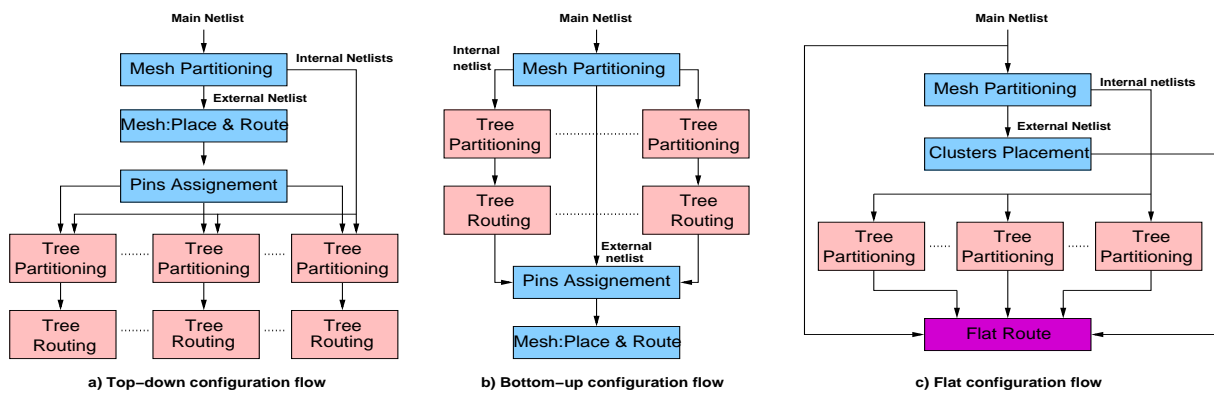 Main Netlist
Mesh Partitioning
Internal Netlists
External Netlist
Mesh:Place & Route
Pins Assignement
Tree
Partitioning
Tree
Partitioning
Tree
Partitioning
Tree
Routing
Tree
Routing
Tree
Routing
a) Top-down configuration flow
Main Netlist
Internal
netlist
Mesh Partitioning
Tree
Partitioning
Tree
Partitioning
Tree
Routing
Tree
Routing
External
netlist
Pins Assignement
Mesh:Place & Route
b) Bottom-up configuration flow
Main Netlist
Mesh Partitioning
Internal netlists
External Netlist
Clusters Placement
Tree
Partitioning
Tree
Partitioning
Tree
Partitioning
Flat Route
c) Flat configuration flow